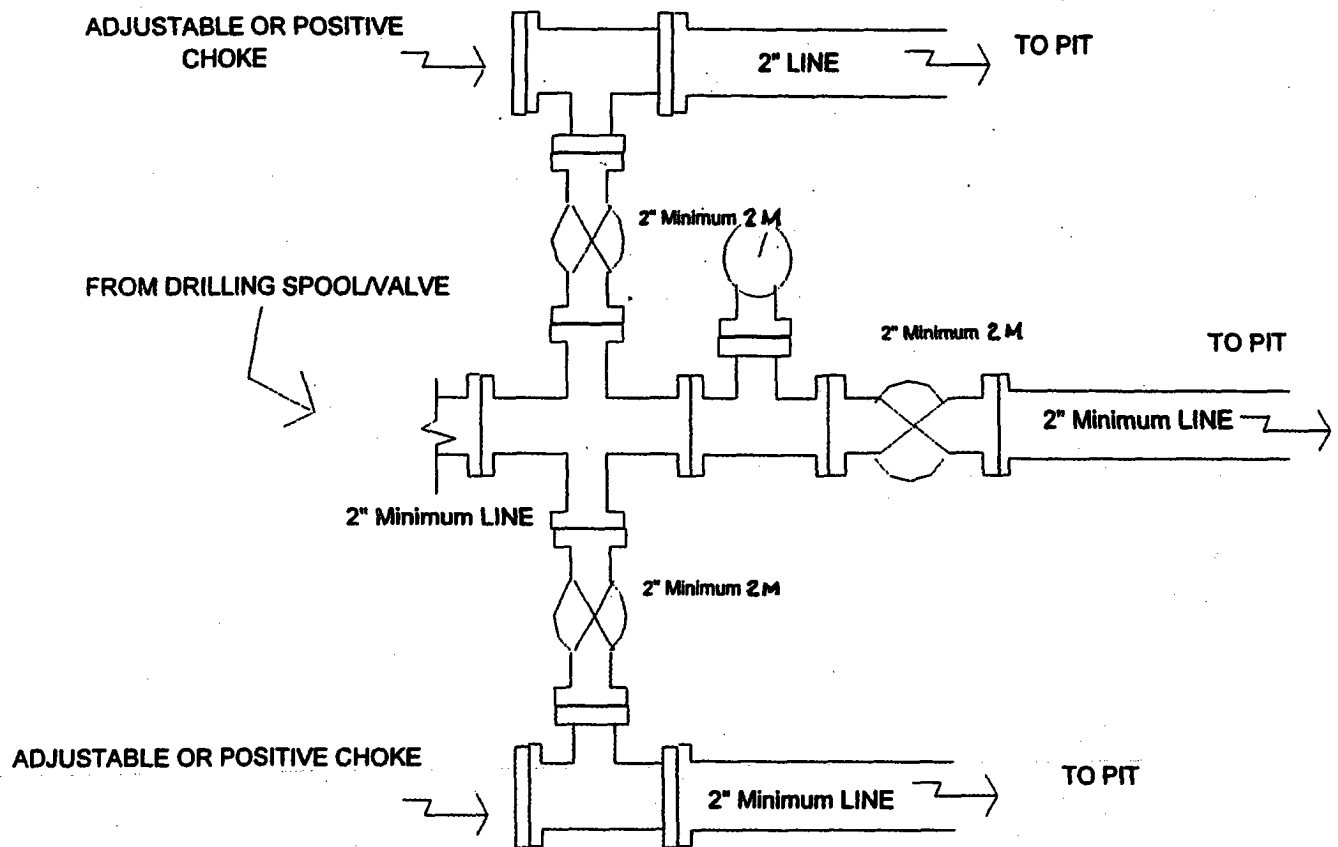 ADJUSTABLE OR POSITIVE
CHOKE
2" LINE
TO PIT
2" Minimum 2 M
FROM DRILLING SPOOL/VALVE
2" Minimum 2 M
TO PIT
2" Minimum LINE
2" Minimum LINE
2" Minimum 2M
ADJUSTABLE OR POSITIVE CHOKE
2" Minimum LINE
TO PIT